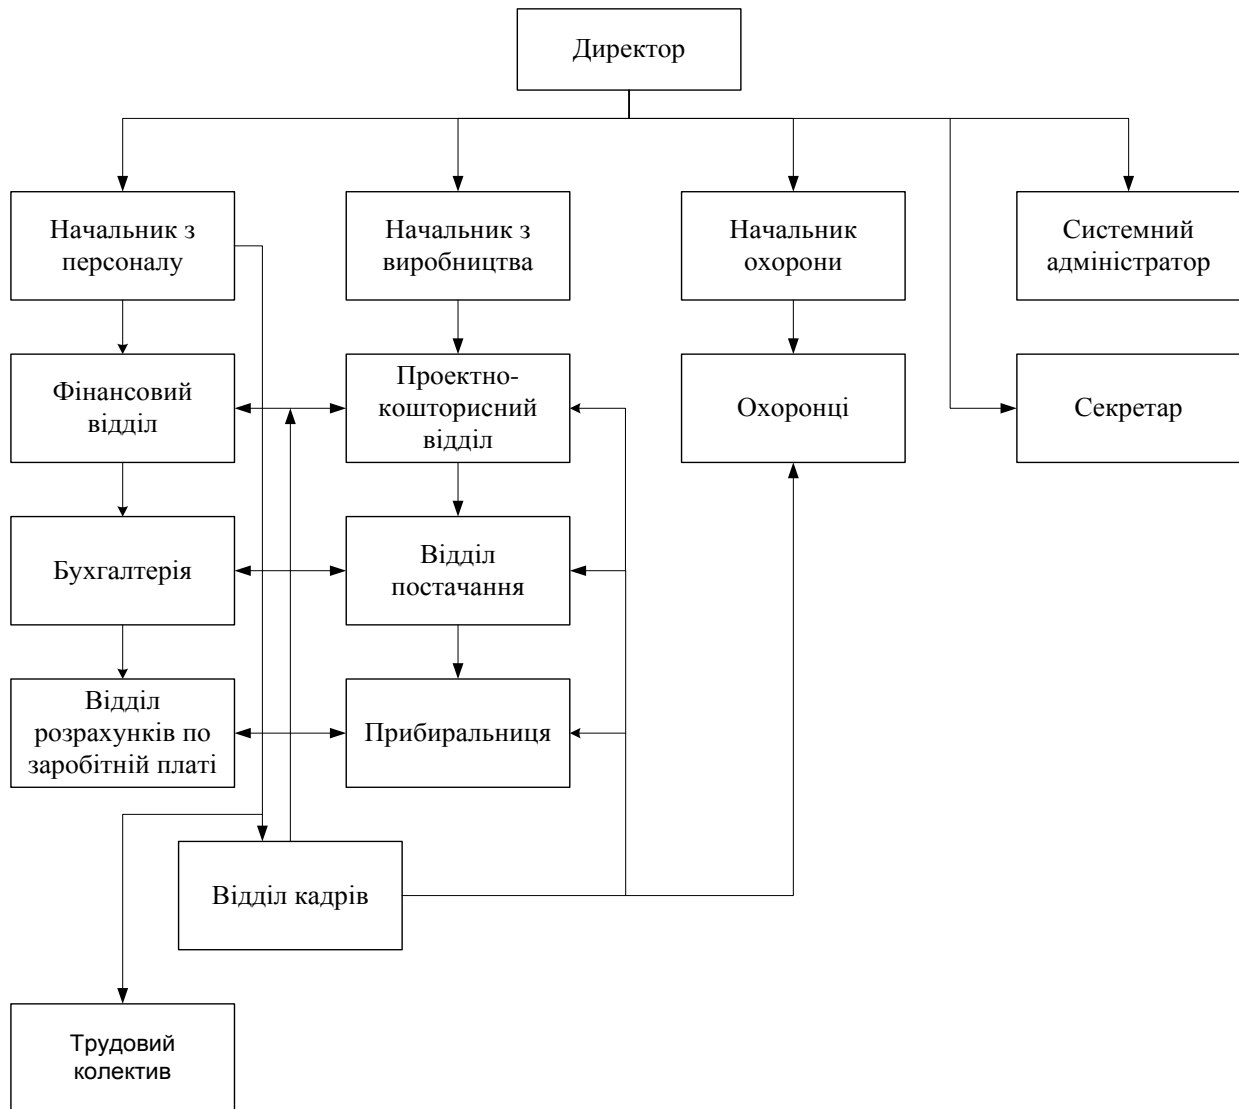 Директор
Начальник з
персоналу
Начальник з
виробництва
Начальник
охорони
Системний
адміністратор
Фінансовий
відділ
Проектно-
кошторисний
відділ
Охоронці
Секретар
Бухгалтерія
Відділ
постачання
Відділ
розрахунків по
заробітній платі
Прибиральниця
Відділ кадрів
Трудовий
колектив